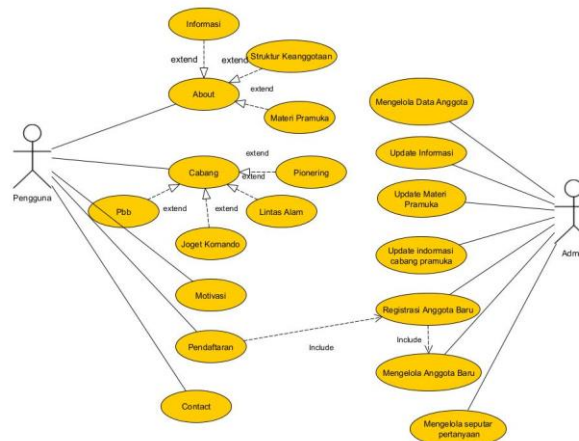 Informasi
extend
extend
Struktur Keanggotaan
About
extend
Materi Pramuka
Mengelola Data Anggota
Update Informasi
Update Materi
Pramuka
Update indormasi
cabang pramuka
Pengguna
extend
Cabang
Pionering
extend
Pbb
extend
extend
Lintas Alam
Joget Komando
Adm
Motivasi
Registrasi Anggota Baru
Pendaftaran
Include
Include
Mengelola Anggota Baru
Contact
Mengelola seputar
pertanyaan